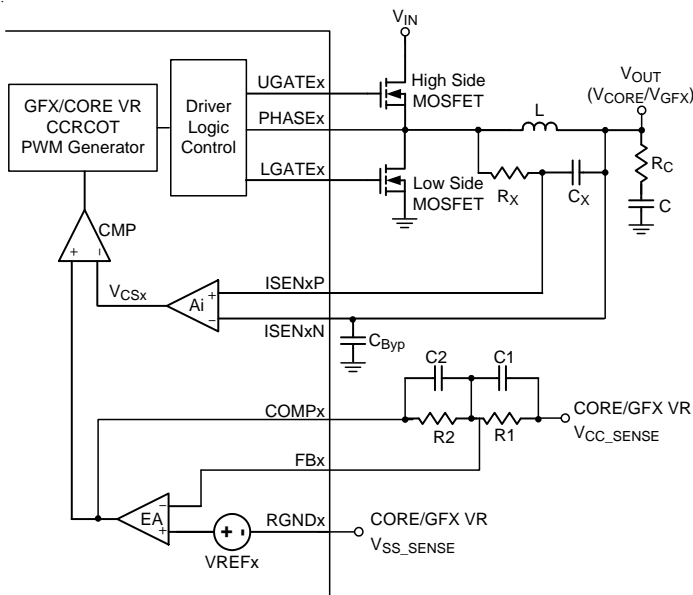 VIN
GFX/CORE VR
CCRCOT
PWM Generator
Driver
Logic
Control
UGATEx
PHASEx
LGATEx
High Side
MOSFET
Low Side
MOSFET
L
VOUT
(VCORE/VGFX)
RX
CX
RC
C
CMP
+
-
VCSx
Ai
+
-
ISENxP
ISENxN
CByp
C2
C1
COMPx
R2
R1
CORE/GFX VR
VCC_SENSE
FBx
EA
-
+
+
-
VREFx
RGNDx
CORE/GFX VR
VSS_SENSE